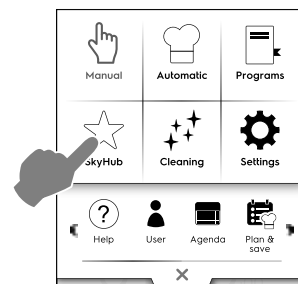 Manual Automatic Programs
SkyHub Cleaning Settings
?
Help User Agenda Plan &
save